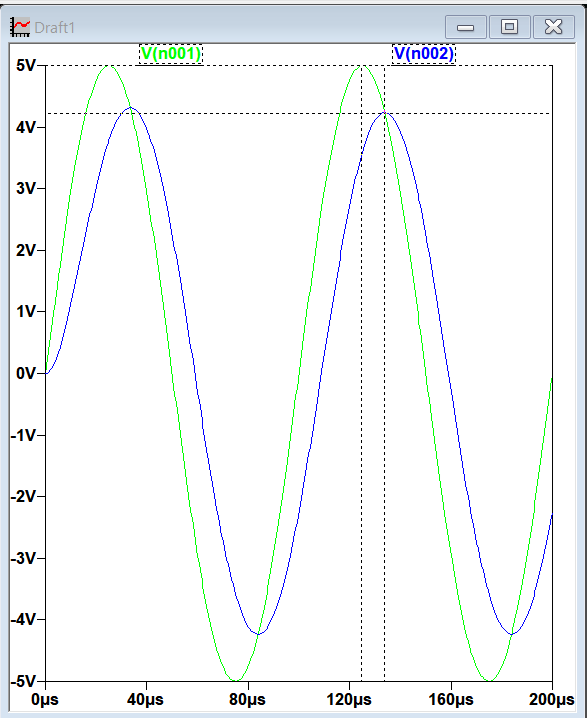 Draft1
V(n001) V(n002)
5V
4V
3V
2V
1V
0V
-1V
-2V
-3V
-4V
-5V
0µs 40µs 80µs 120µs 160µs 200µs